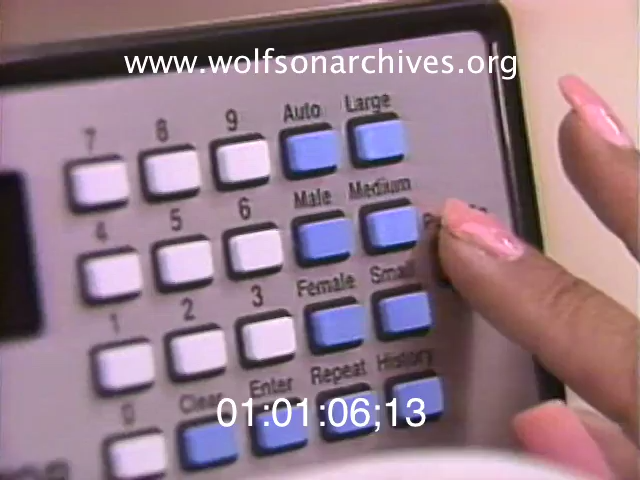 www.wolfsonarchives.org
7 8 9 Auto Large
4 5 6 Male Medium
1 2 3 Female Small
0 Clear Enter Repeat History
01:01:06;13